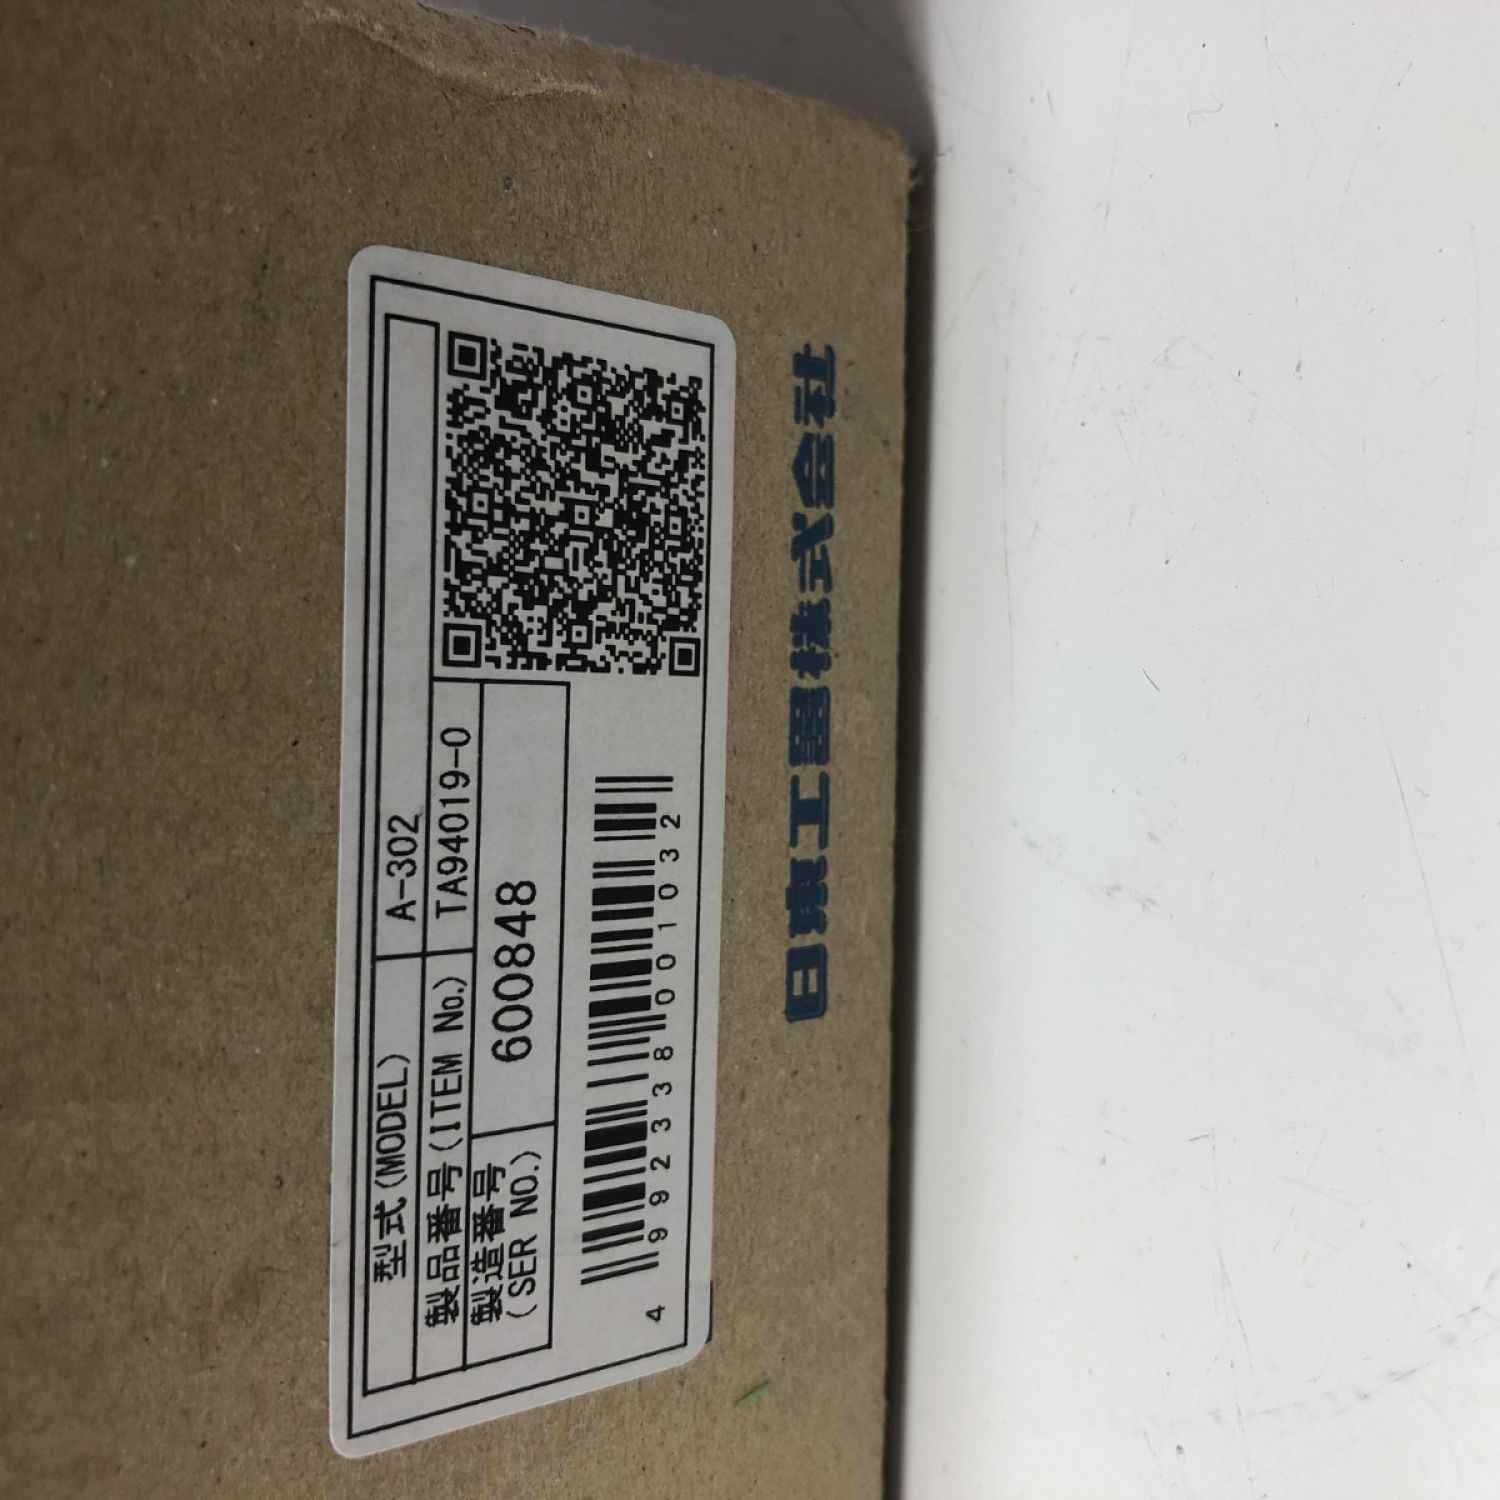 型式(MODEL) A-302
製品番号(ITEM No.) TA94019-0
製造番号
(SER NO.) 600848
4 992338 001032
日東工器株式会社